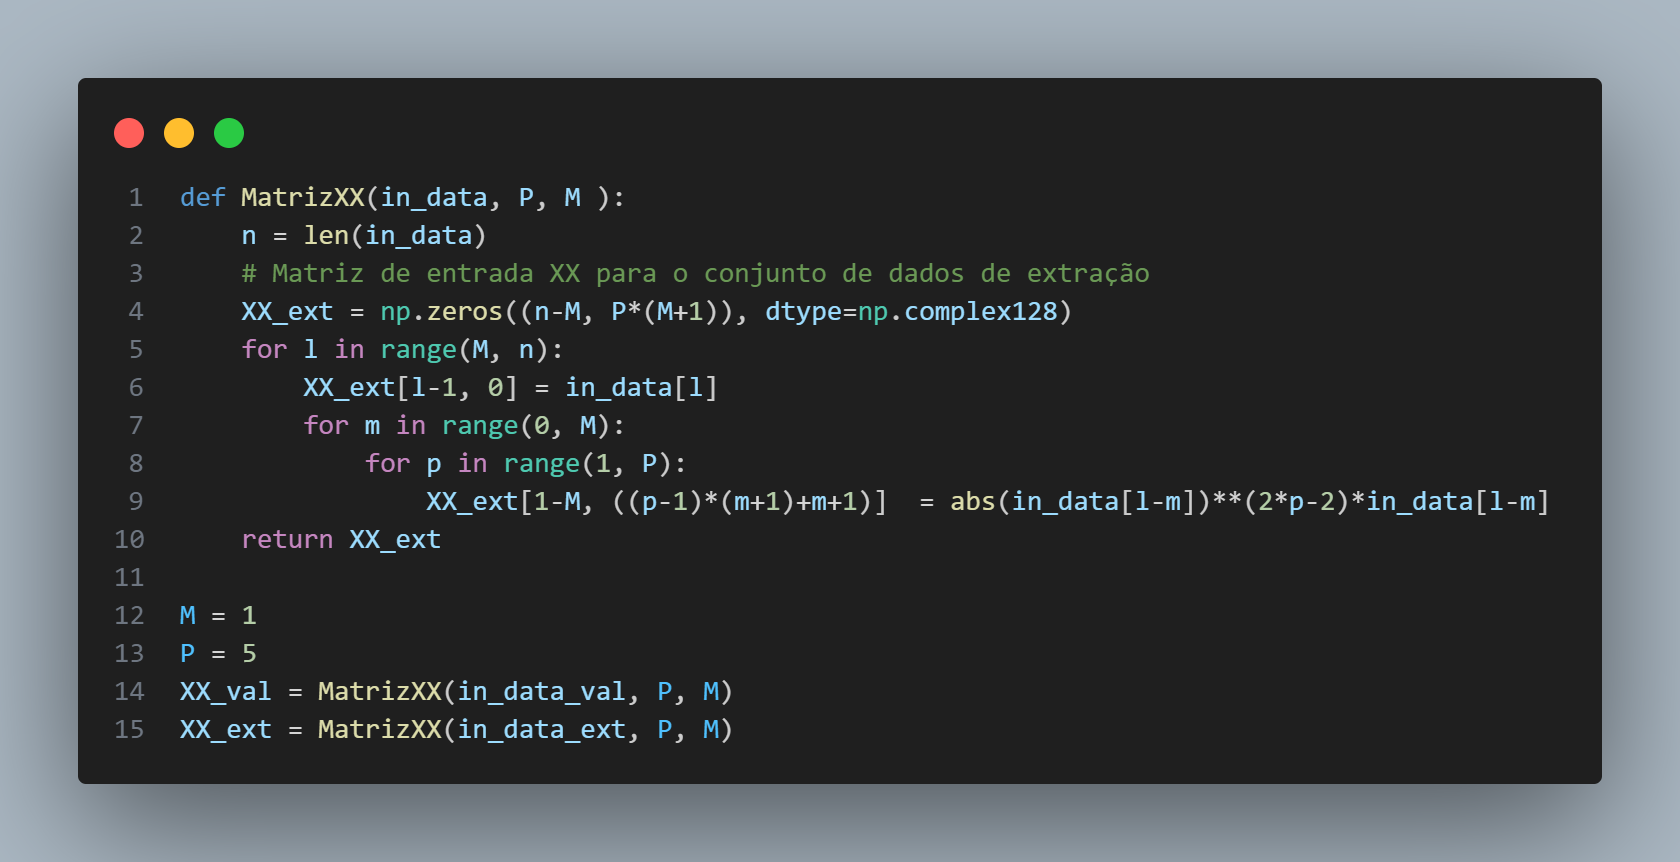 1 def MatrizXX(in_data, P, M ):
2     n = len(in_data)
3     # Matriz de entrada XX para o conjunto de dados de extração
4     XX_ext = np.zeros((n-M, P*(M+1)), dtype=np.complex128)
5     for l in range(M, n):
6         XX_ext[l-1, 0] = in_data[l]
7         for m in range(0, M):
8             for p in range(1, P):
9                 XX_ext[1-M, ((p-1)*(m+1)+m+1)]  = abs(in_data[l-m])**(2*p-2)*in_data[l-m]
10     return XX_ext
11
12 M = 1
13 P = 5
14 XX_val = MatrizXX(in_data_val, P, M)
15 XX_ext = MatrizXX(in_data_ext, P, M)